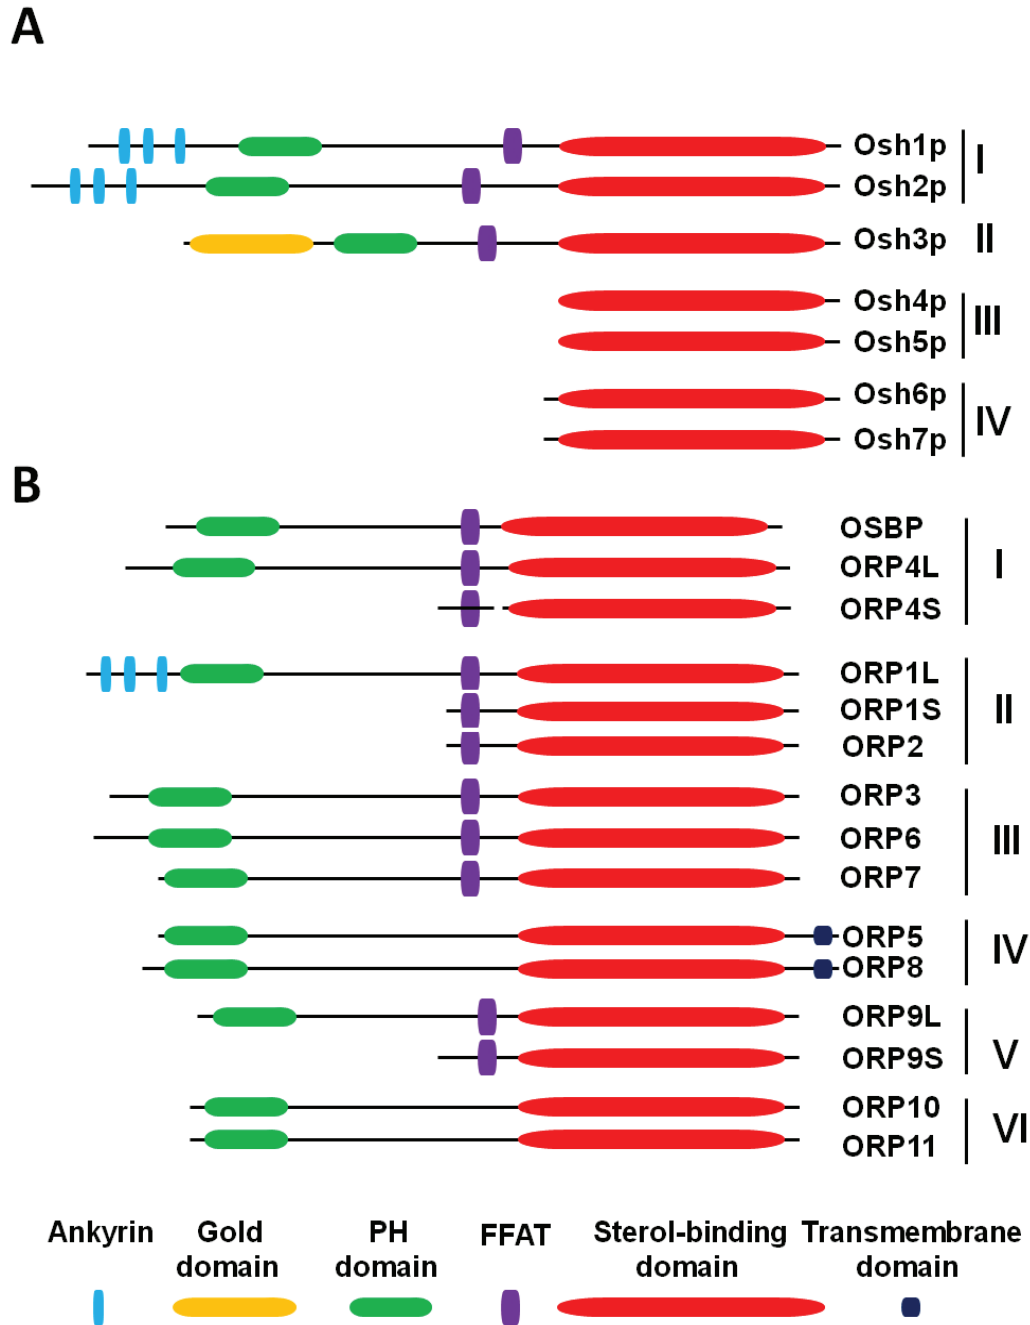 A
Osh1p
I
Osh2p
Osh3p II
Osh4p
III
Osh5p
Osh6p
IV
Osh7p
B
OSBP
ORP4L I
ORP4S
ORP1L
ORP1S II
ORP2
ORP3
ORP6 III
ORP7
ORP5 IV
ORP8
ORP9L
ORP9S V
ORP10
VI
ORP11
Ankyrin Gold domain PH domain FFAT Sterol-binding domain Transmembrane domain